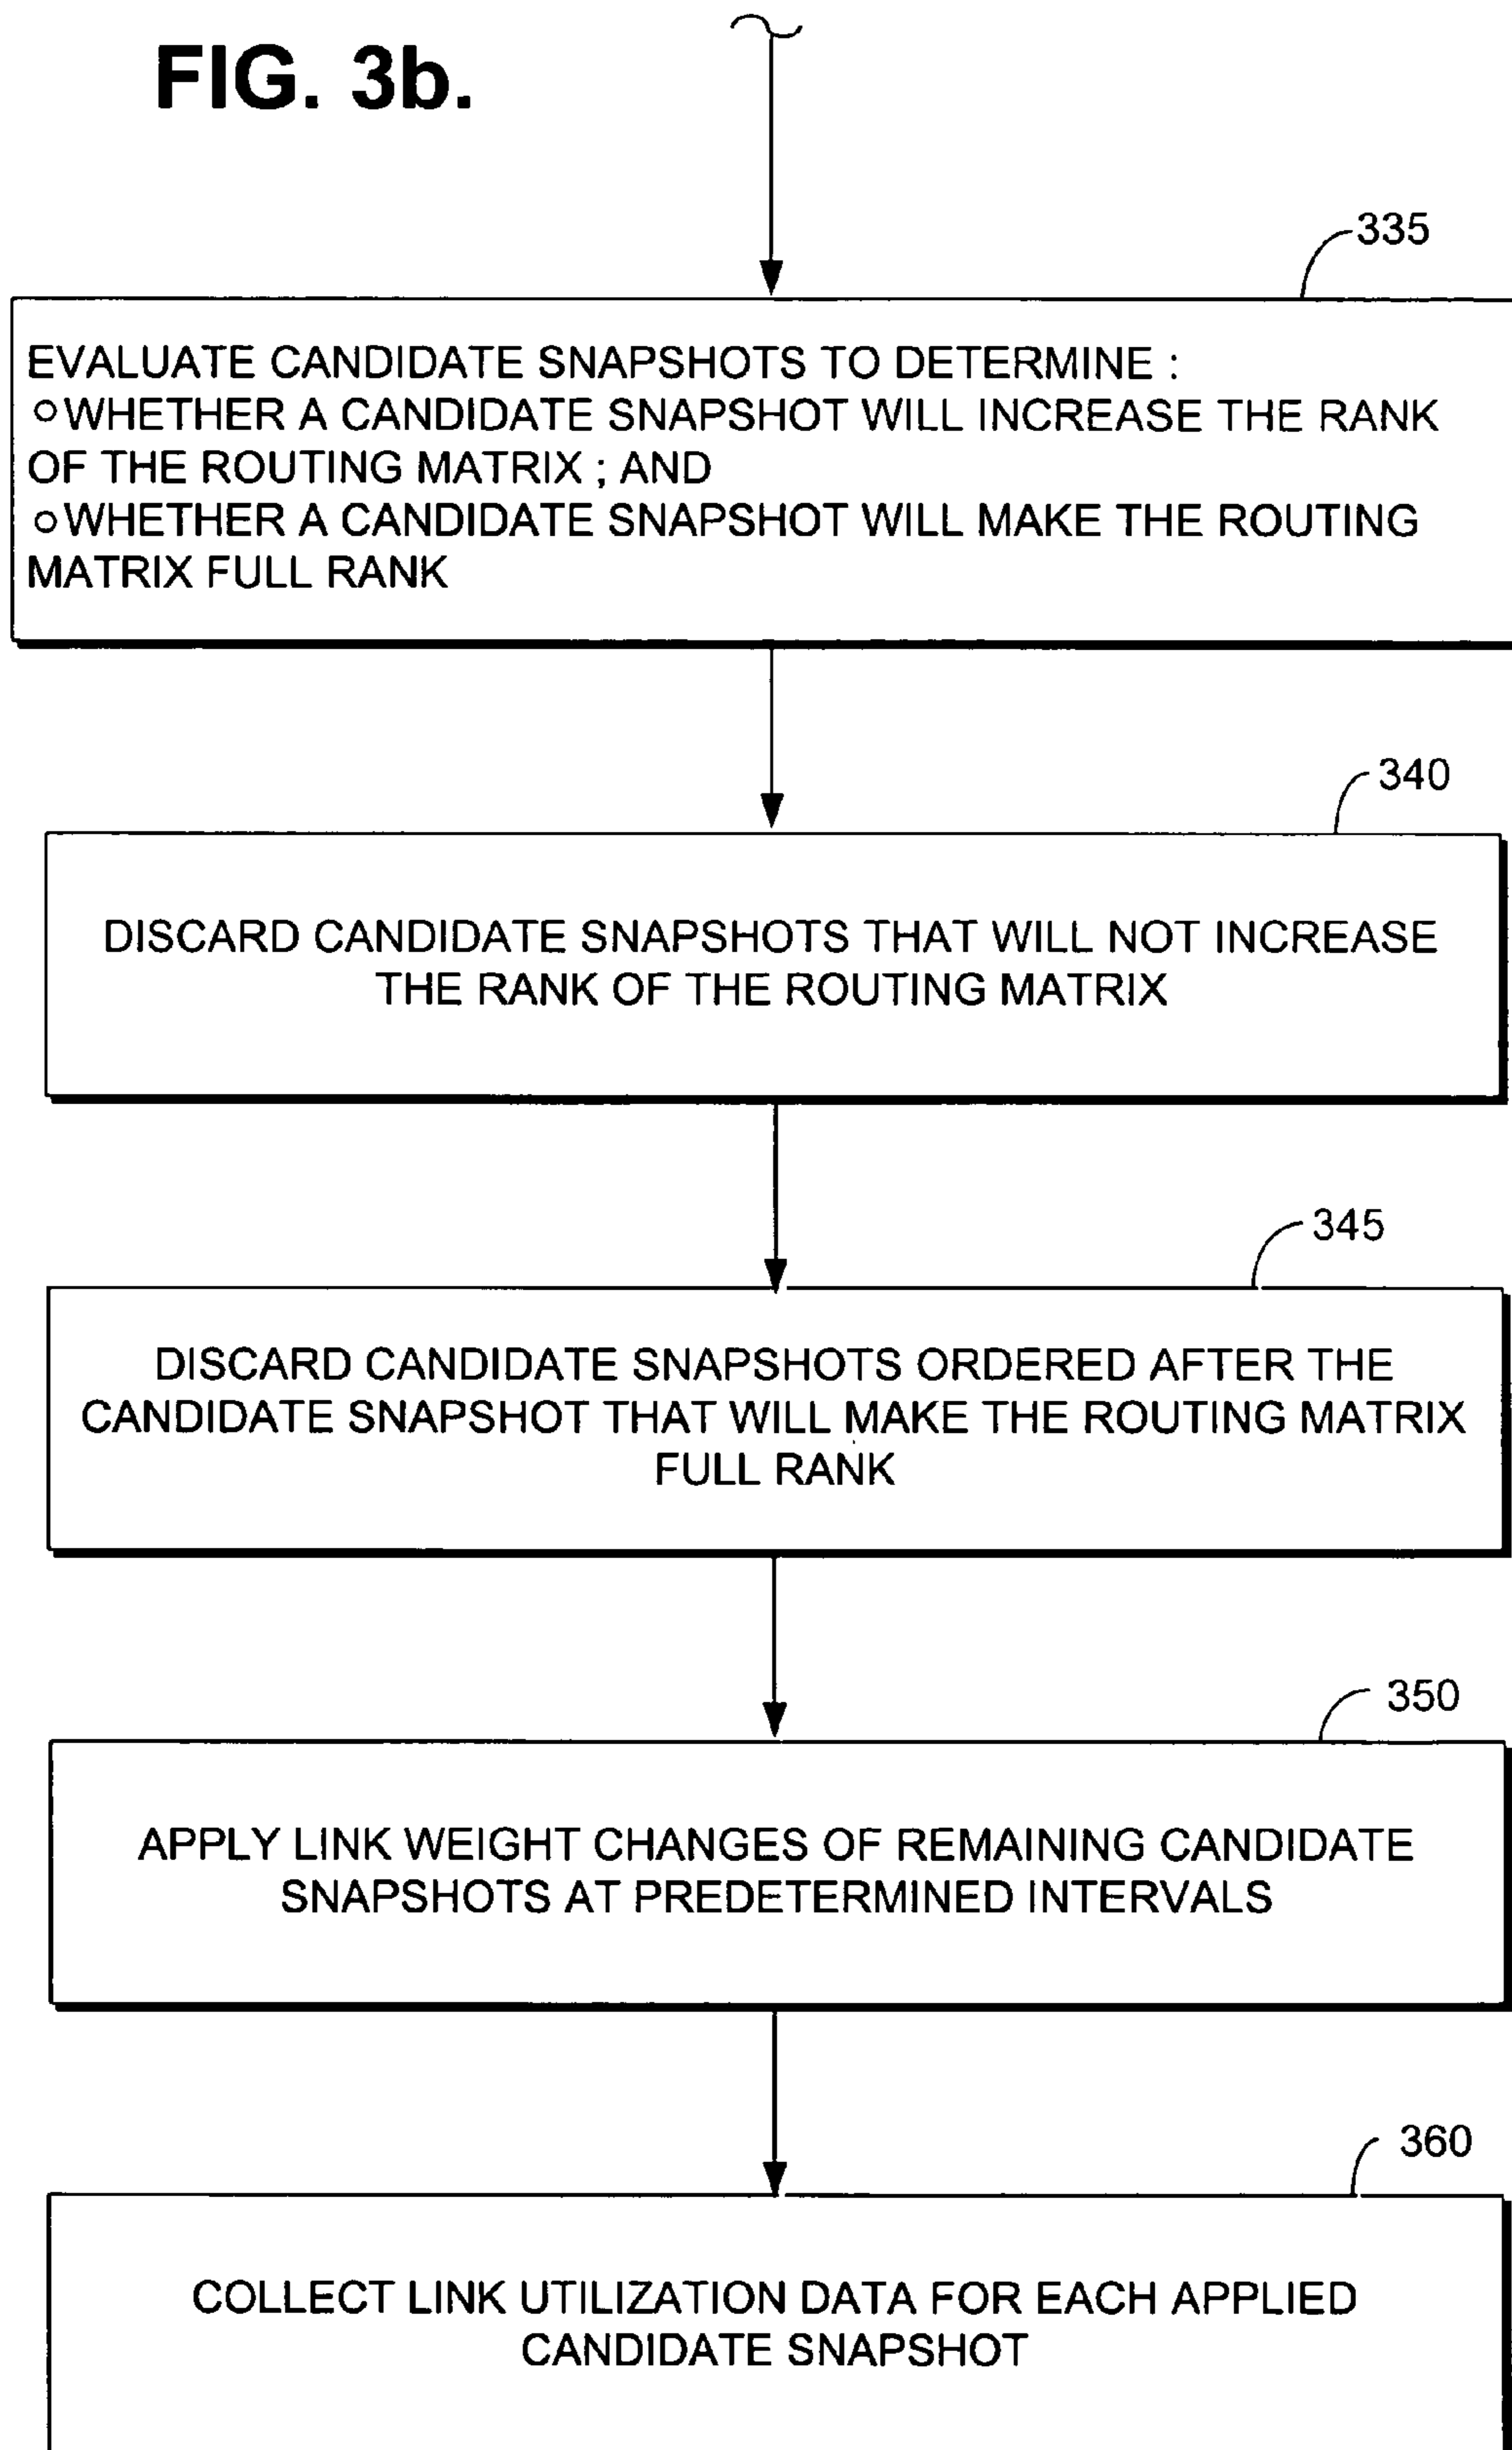 FIG. 3b.
335
EVALUATE CANDIDATE SNAPSHOTS TO DETERMINE :
○ WHETHER A CANDIDATE SNAPSHOT WILL INCREASE THE RANK
OF THE ROUTING MATRIX ; AND
○ WHETHER A CANDIDATE SNAPSHOT WILL MAKE THE ROUTING
MATRIX FULL RANK
340
DISCARD CANDIDATE SNAPSHOTS THAT WILL NOT INCREASE
THE RANK OF THE ROUTING MATRIX
345
DISCARD CANDIDATE SNAPSHOTS ORDERED AFTER THE
CANDIDATE SNAPSHOT THAT WILL MAKE THE ROUTING MATRIX
FULL RANK
350
APPLY LINK WEIGHT CHANGES OF REMAINING CANDIDATE
SNAPSHOTS AT PREDETERMINED INTERVALS
360
COLLECT LINK UTILIZATION DATA FOR EACH APPLIED
CANDIDATE SNAPSHOT